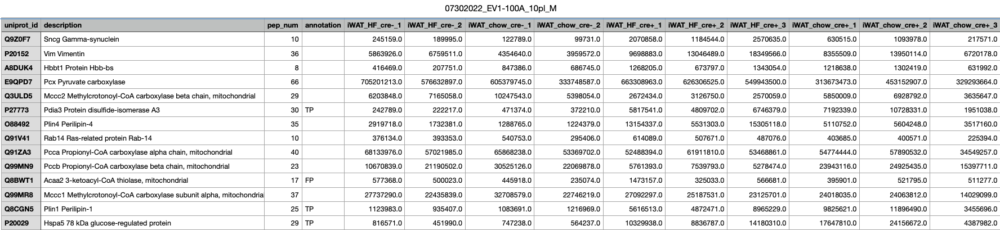 07302022_EV1-100A_10pl_M
uniprot_id description pep_num annotation iWAT_HF_cre-_1 iWAT_HF_cre-_2 iWAT_chow_cre-_1 iWAT_chow_cre-_2 iWAT_HF_cre+_1 iWAT_HF_cre+_2 iWAT_HF_cre+_3 iWAT_chow_cre+_1 iWAT_chow_cre+_2 iWAT_chow_cre+_3
Q9Z0F7 Sncg Gamma-synuclein 10 245159.0 189995.0 122789.0 99731.0 2070858.0 1184544.0 2570635.0 630515.0 1093978.0 217571.0
P20152 Vim Vimentin 36 5863926.0 6759511.0 4354640.0 3959572.0 9698883.0 13046489.0 18349566.0 8355509.0 13950114.0 6720178.0
A8DUK4 Hbbt1 Protein Hbb-bs 8 416469.0 207751.0 847386.0 686745.0 1268205.0 673797.0 1343054.0 1218638.0 1302419.0 631992.0
E9QPD7 Pcx Pyruvate carboxylase 66 705201213.0 576632897.0 605379745.0 333748587.0 663308963.0 626306525.0 549943500.0 313673473.0 453152907.0 329293664.0
Q3ULD5 Mccc2 Methylcrotonoyl-CoA carboxylase beta chain, mitochondrial 29 6203848.0 7165058.0 10247543.0 5398054.0 2672434.0 3126750.0 2570059.0 5850009.0 6928792.0 3635647.0
P27773 Pdia3 Protein disulfide-isomerase A3 30 TP 242789.0 222217.0 471374.0 372210.0 5817541.0 4809702.0 6746379.0 7192339.0 10728331.0 1951038.0
O88492 Plin4 Perilipin-4 35 2919718.0 1732381.0 1288765.0 1224379.0 13154337.0 5531303.0 15305118.0 5110752.0 5604248.0 3517160.0
Q91V41 Rab14 Ras-related protein Rab-14 10 376134.0 393353.0 540753.0 295406.0 614089.0 507671.0 487076.0 403685.0 400571.0 225394.0
Q91ZA3 Pcca Propionyl-CoA carboxylase alpha chain, mitochondrial 40 68133976.0 57021985.0 65868238.0 53369702.0 52488394.0 61911810.0 53468861.0 54774444.0 57890532.0 34549257.0
Q99MN9 Pccb Propionyl-CoA carboxylase beta chain, mitochondrial 23 10670839.0 21190502.0 30525126.0 22069878.0 5761393.0 7539793.0 5278474.0 23943116.0 24925435.0 15397711.0
Q8BWT1 Acaa2 3-ketoacyl-CoA thiolase, mitochondrial 17 FP 577368.0 500023.0 445918.0 235074.0 1473157.0 325033.0 566681.0 395901.0 521795.0 511277.0
Q99MR8 Mccc1 Methylcrotonoyl-CoA carboxylase subunit alpha, mitochondria 37 27737290.0 22435839.0 32708579.0 22746219.0 27092297.0 25187531.0 23125701.0 24018035.0 24063812.0 14029099.0
Q8CGN5 Plin1 Perilipin-1 25 TP 1123983.0 935407.0 1083691.0 1216969.0 5616513.0 4872471.0 8965229.0 9825621.0 11896490.0 3455696.0
P20029 Hspa5 78 kDa glucose-regulated protein 29 TP 816571.0 451990.0 747238.0 564237.0 10329938.0 8836787.0 14180310.0 17647810.0 24156672.0 4387982.0